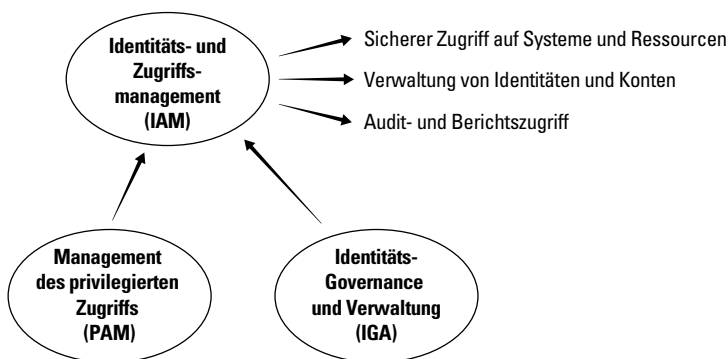 Identitäts- und
Zugriffs-
management
(IAM)
Sicherer Zugriff auf Systeme und Ressourcen
Verwaltung von Identitäten und Konten
Audit- und Berichtszugriff
Management
des privilegierten
Zugriffs
(PAM)
Identitäts-
Governance
und Verwaltung
(IGA)